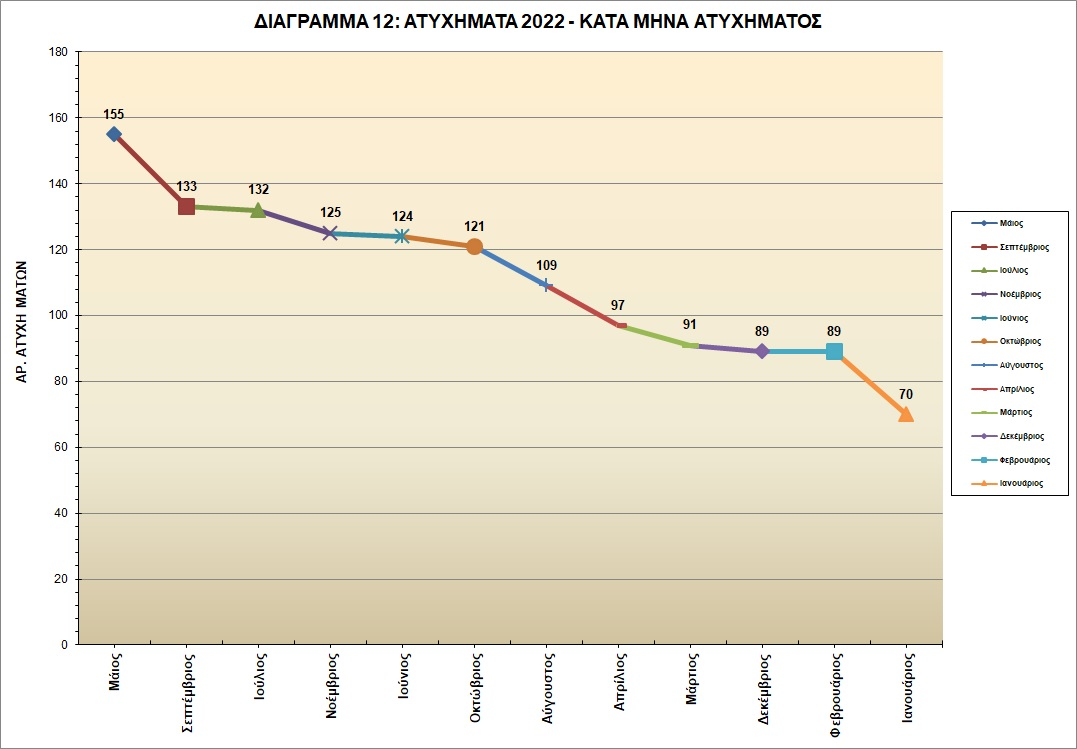 ΔΙΑΓΡΑΜΜΑ 12: ΑΤΥΧΗΜΑΤΑ 2022 - ΚΑΤΑ ΜΗΝΑ ΑΤΥΧΗΜΑΤΟΣ
ΑΡ. ΑΤΥΧΗ ΜΑΤΩΝ
180
160
140
120
100
80
60
40
20
0
155
133
132
125
124
121
109
97
91
89
89
70
Μάιος
Σεπτέμβριος
Ιούλιος
Νοέμβριος
Ιούνιος
Οκτώβριος
Αύγουστος
Απρίλιος
Μάρτιος
Δεκέμβριος
Φεβρουάριος
Ιανουάριος
Μάιος
Σεπτέμβριος
Ιούλιος
Νοέμβριος
Ιούνιος
Οκτώβριος
Αύγουστος
Απρίλιος
Μάρτιος
Δεκέμβριος
Φεβρουάριος
Ιανουάριος